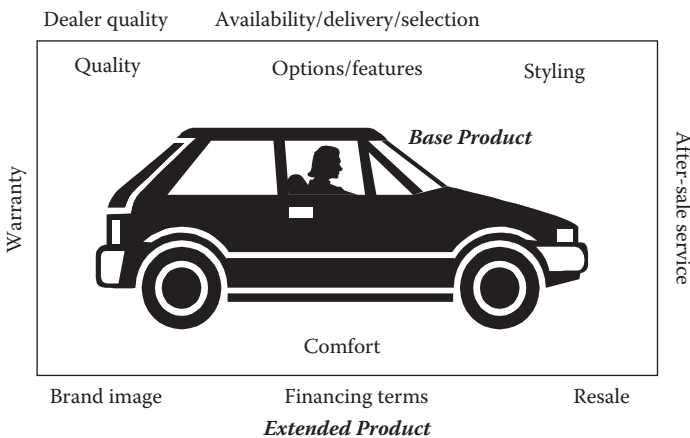 Dealer quality
Availability/delivery/selection
Quality
Options/features
Styling
Base Product
Warranty
After-sale service
Comfort
Brand image
Financing terms
Resale
Extended Product